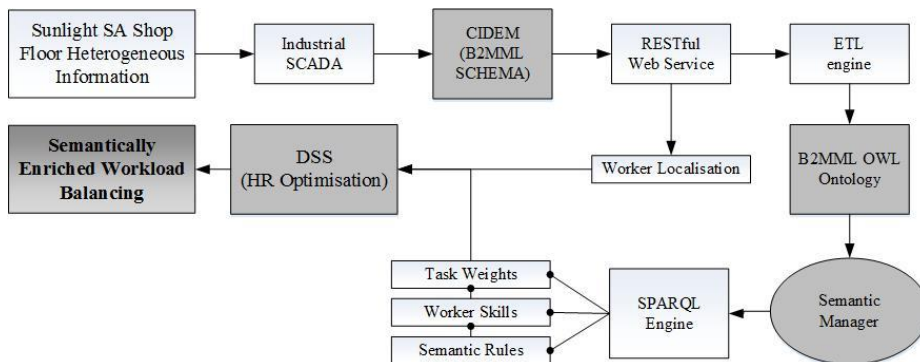 Sunlight SA Shop
Floor Heterogeneous
Information
Industrial
SCADA
CIDEM
(B2MML
SCHEMA)
RESTful
Web Service
ETL
engine
Semantically
Enriched Workload
Balancing
DSS
(HR Optimisation)
Worker Localisation
B2MML OWL
Ontology
Task Weights
Worker Skills
Semantic Rules
SPARQL
Engine
Semantic
Manager